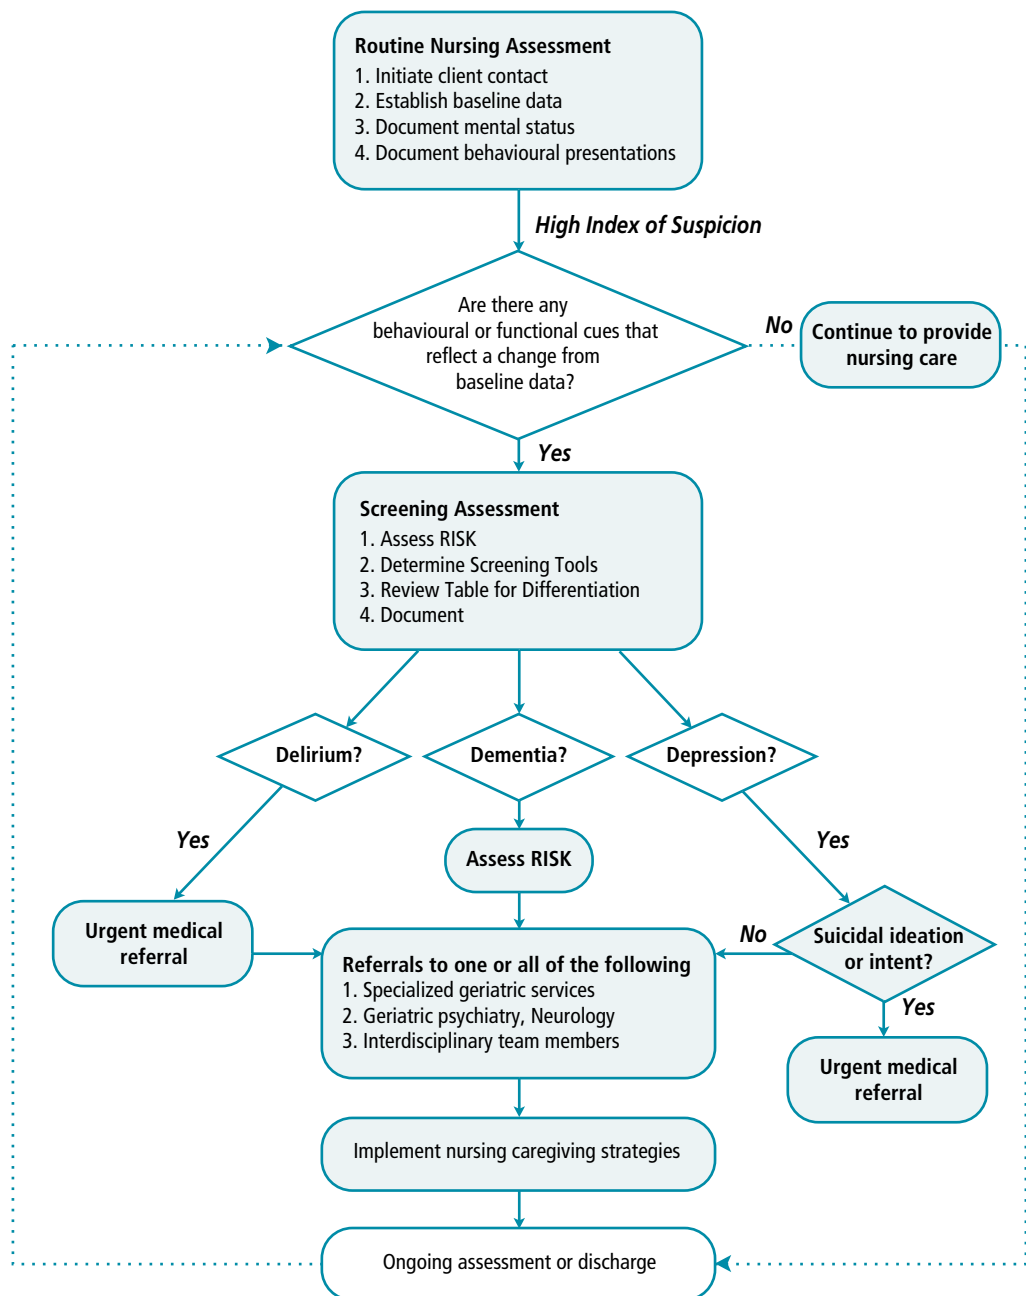 Routine Nursing Assessment
1. Initiate client contact
2. Establish baseline data
3. Document mental status
4. Document behavioural presentations
High Index of Suspicion
Are there any
behavioural or functional cues that
reflect a change from
baseline data?
No
Continue to provide
nursing care
Yes
Screening Assessment
1. Assess RISK
2. Determine Screening Tools
3. Review Table for Differentiation
4. Document
Delirium?
Dementia?
Depression?
Yes
Yes
Assess RISK
Urgent medical
referral
No
Suicidal ideation
or intent?
Referrals to one or all of the following
1. Specialized geriatric services
2. Geriatric psychiatry, Neurology
3. Interdisciplinary team members
Yes
Urgent medical
referral
Implement nursing caregiving strategies
Ongoing assessment or discharge